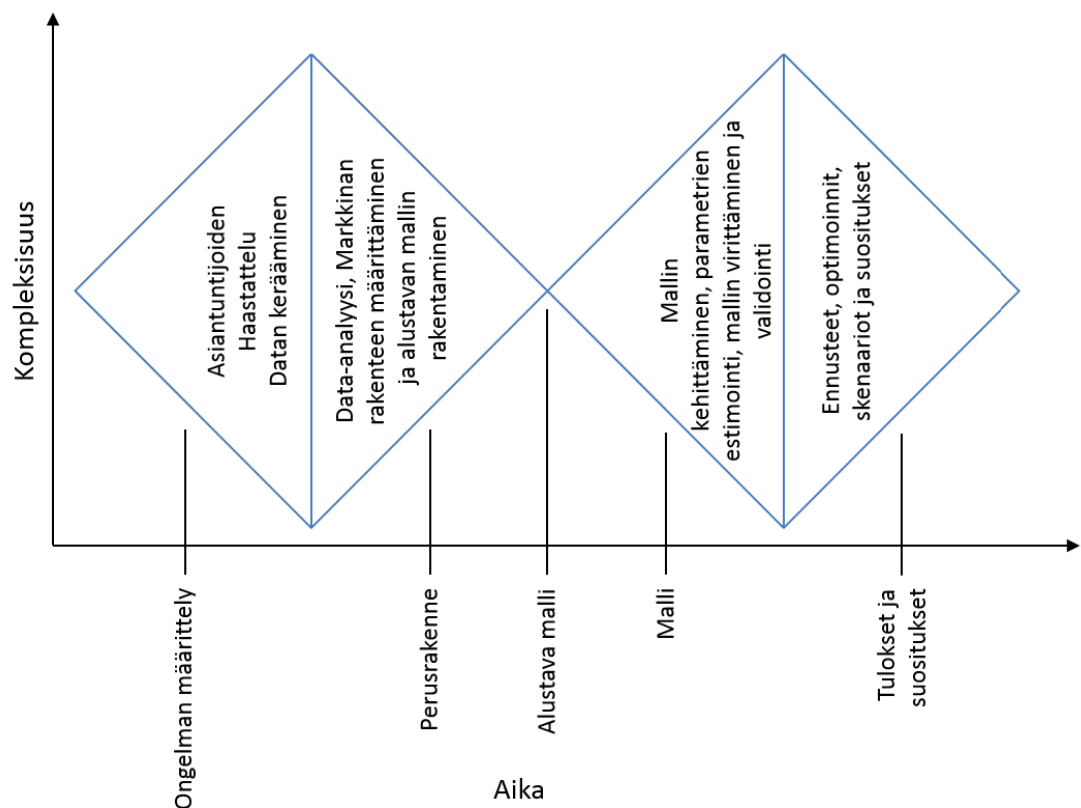 Kompleksisuus
Asiantuntijoiden
Haastattelu
Datan kerääminen
Data-analyysi, Markkinan
rakenteen määrittäminen
ja alustavan mallin
rakentaminen
Mallin
kehittäminen, parametrien
estimointi, mallin virittäminen ja
validointi
Ennusteet, optimoinnit,
skenaariot ja suositukset
Ongelman määrittely
Perusrakenne
Alustava malli
Malli
Tulokset ja
suositukset
Aika